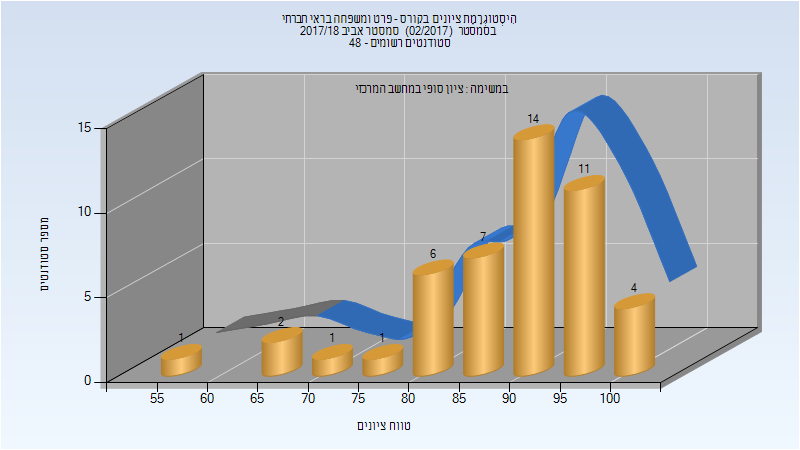 היסטוגרמת ציונים בקורס - פרט ומשפחה בראי חברתי
בסמסטר (02/2017) סמסטר אביב 2017/18
סטודנטים רשומים - 48
במשימה : ציון סופי במחשב המרכזי
מספר סטודנטים
15
10
5
0
1
2
1
1
6
7
14
11
4
55 60 65 70 75 80 85 90 95 100
טווח ציונים